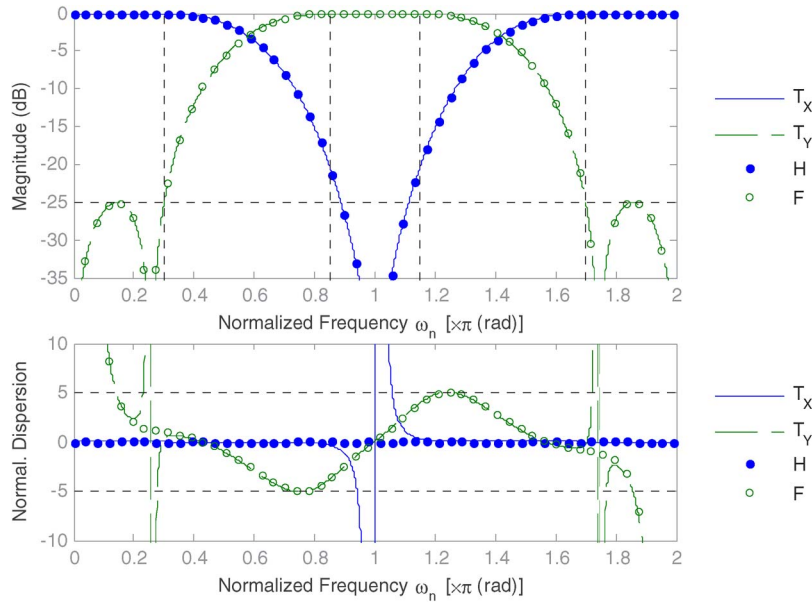 0
-5
-10
-15
-20
-25
-30
-35
Magnitude (dB)
0 0.2 0.4 0.6 0.8 1 1.2 1.4 1.6 1.8 2
Normalized Frequency ωn [×π (rad)]
TX
TY
H
F
10
5
0
-5
-10
Normal. Dispersion
0 0.2 0.4 0.6 0.8 1 1.2 1.4 1.6 1.8 2
Normalized Frequency ωn [×π (rad)]
TX
TY
H
F